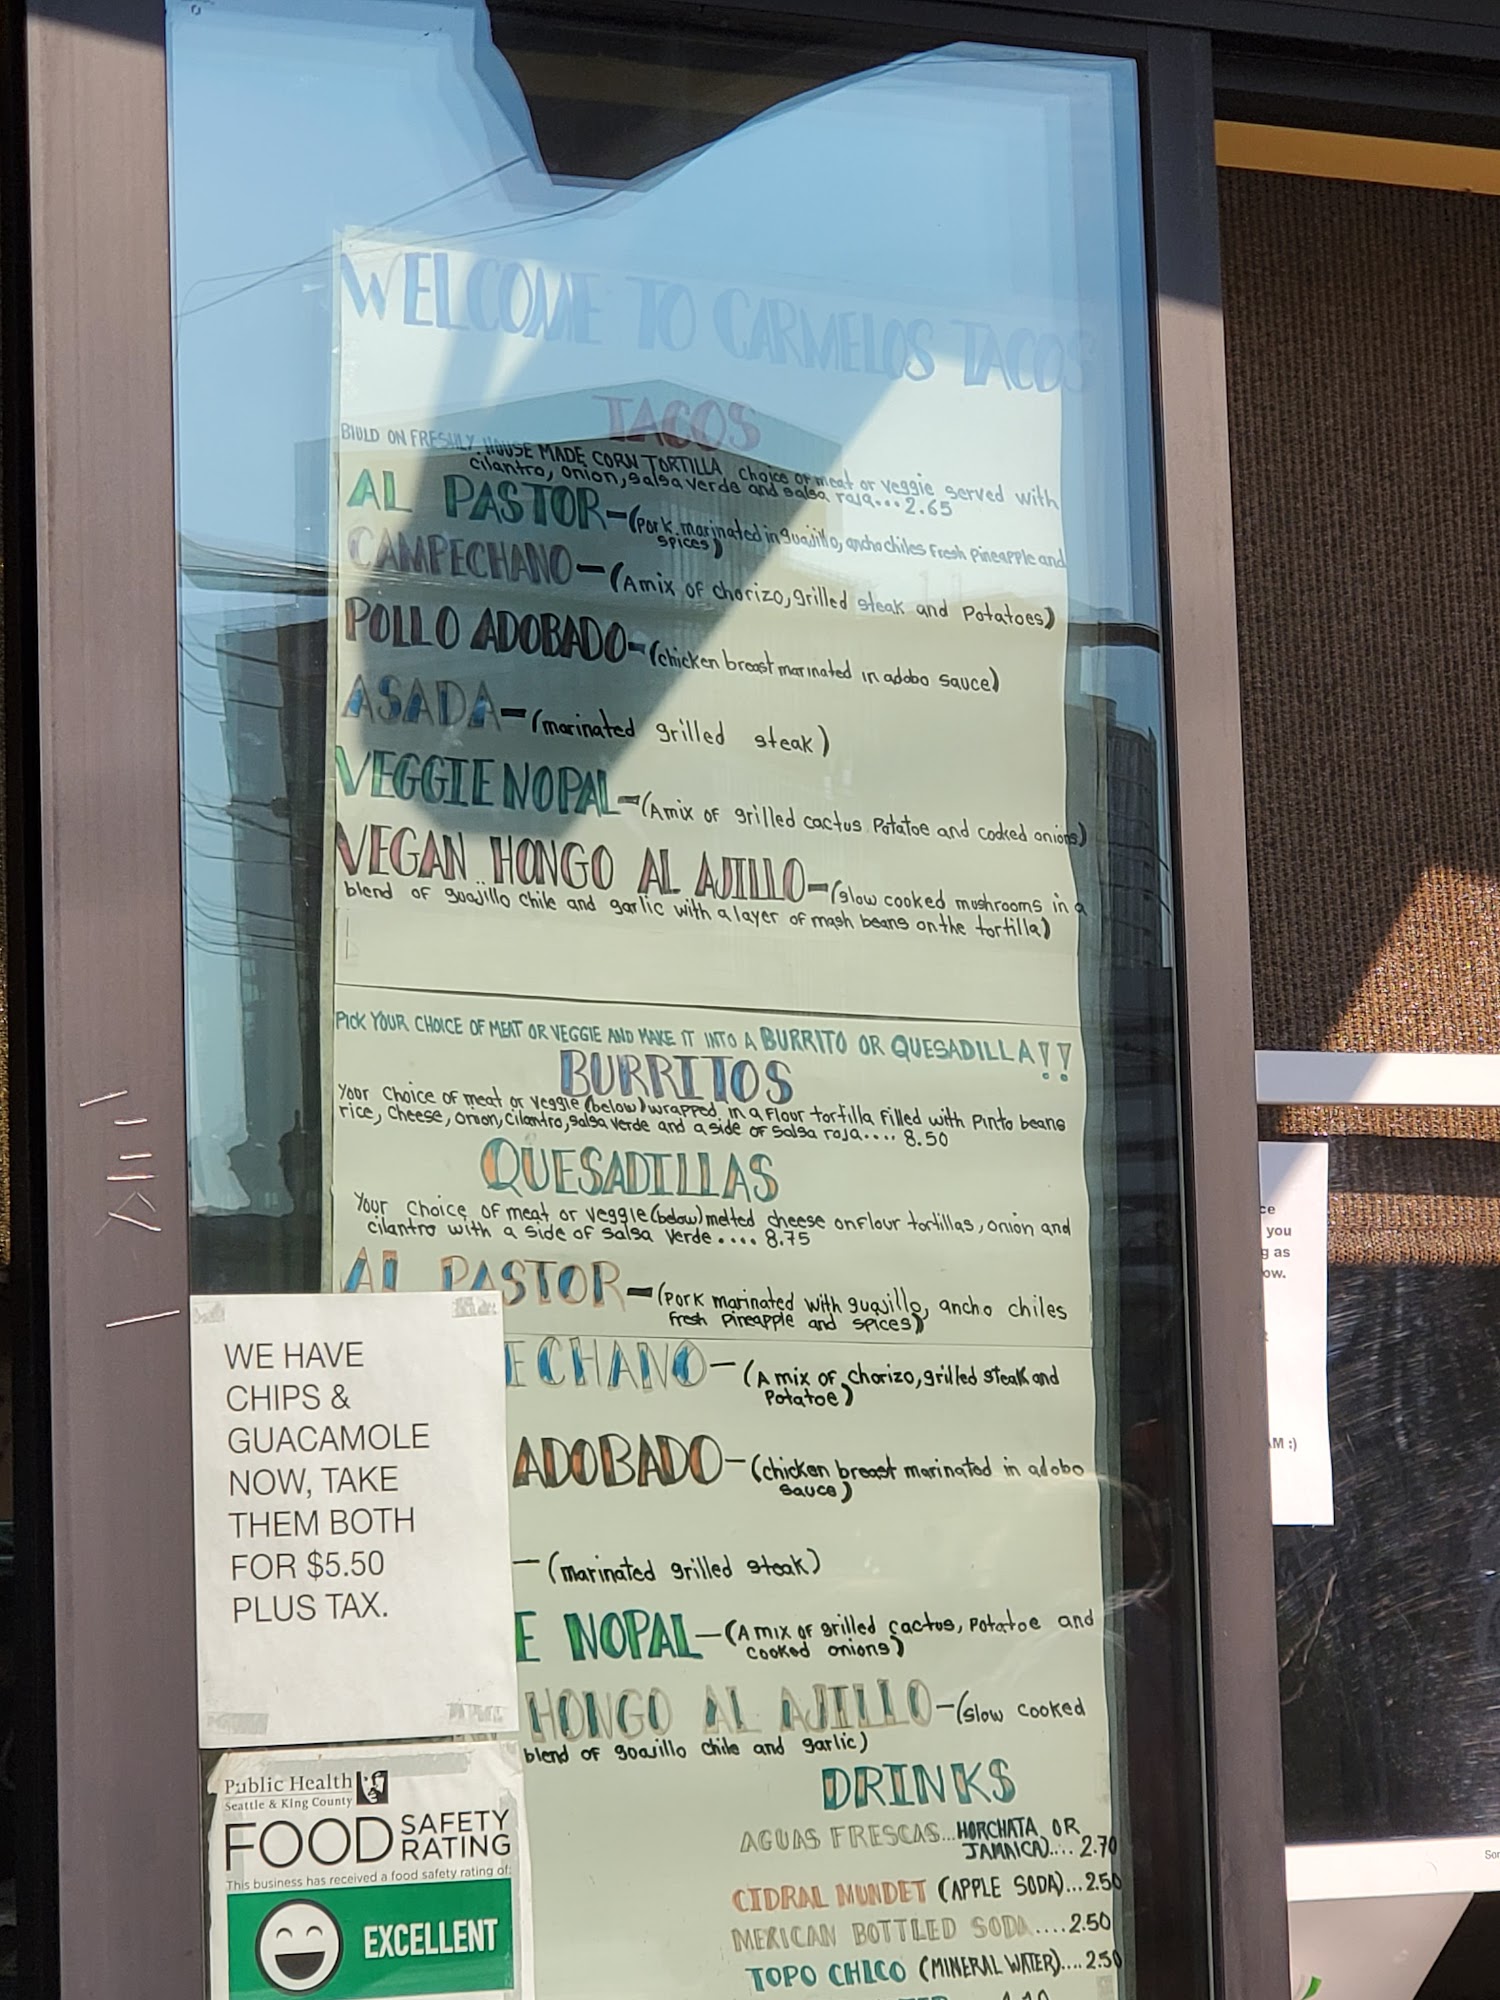 WELCOME TO CARMELOS TACOS
TACOS
BIULD ON FRESHLY HOUSE MADE CORN TORTILLA choice of meat or veggie served with
cilantro, onion, salsa verde and salsa roja...2.65
AL PASTOR-(Pork marinated in guajillo, ancho chiles Fresh Pineapple and
spices)
CAMPECHANO-(A mix of chorizo, grilled steak and Potatoes)
POLLO ADOBADO-(chicken breast marinated in adobo sauce)
ASADA-(marinated grilled steak)
VEGGIE NOPAL-(A mix of grilled cactus Potatoe and cooked onions)
VEGAN HONGO AL AJILLO-(slow cooked mushrooms in a
blend of guajillo chile and garlic with a layer of mash beans on the tortilla)
PICK YOUR CHOICE OF MEAT OR VEGGIE AND MAKE IT INTO A BURRITO OR QUESADILLA!!
BURRITOS
Your choice of meat or veggie (below) wrapped in a flour tortilla filled with Pinto beans
rice, cheese, onion, cilantro, salsa verde and a side of salsa roja.... 8.50
QUESADILLAS
Your choice of meat or veggie (below) melted cheese on flour tortillas, onion and
cilantro with a side of salsa verde.... 8.75
AL PASTOR-(Pork marinated with guajillo, ancho chiles
Fresh Pineapple and spices)
ECHANO-(A mix of chorizo, grilled steak and
Potatoe)
ADOBADO-(chicken breast marinated in adobo
sauce)
-(marinated grilled steak)
E NOPAL-(A mix of grilled cactus, Potatoe and
cooked onions)
HONGO AL AJILLO-(slow cooked
blend of guajillo chile and garlic)
DRINKS
AGUAS FRESCAS...HORCHATA OR
JAMAICA).... 2.70
CIDRAL MUNDET (APPLE SODA)...2.50
MEXICAN BOTTLED SODA....2.50
TOPO CHICO (MINERAL WATER)....2.50
WE HAVE
CHIPS &
GUACAMOLE
NOW, TAKE
THEM BOTH
FOR $5.50
PLUS TAX.
Public Health
Seattle & King County
FOOD SAFETY
RATING
This business has received a food safety rating of:
EXCELLENT
ce
you
g as
ow.
AM :)